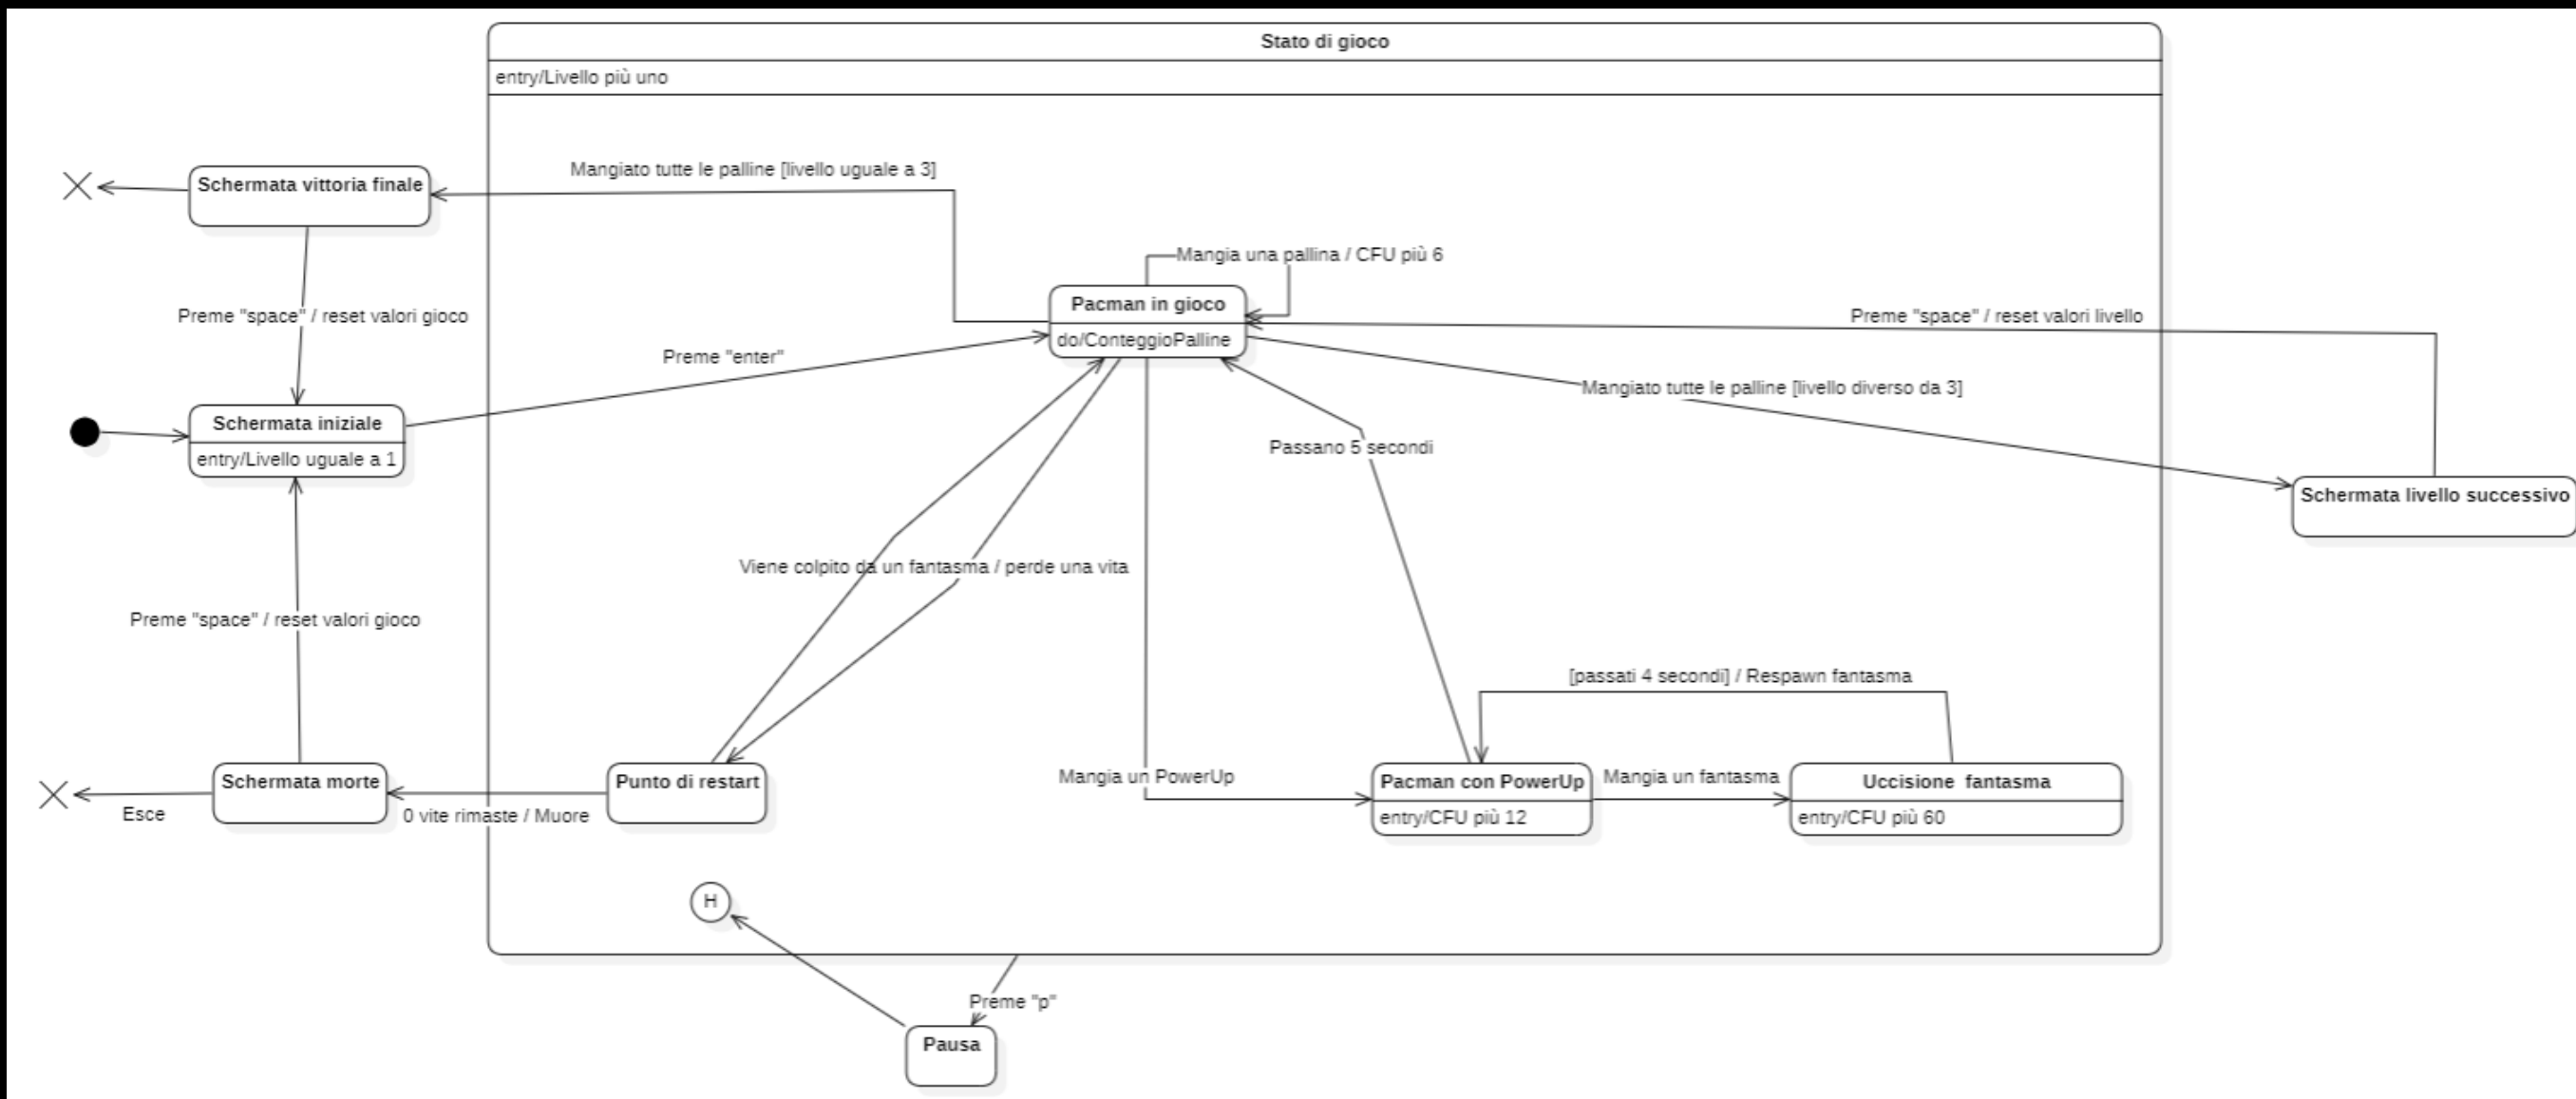 Stato di gioco
entry/Livello più uno
Mangiato tutte le palline [livello uguale a 3]
Schermata vittoria finale
Mangia una pallina / CFU più 6
Pacman in gioco
do/ConteggioPalline
Preme "space" / reset valori gioco
Preme "space" / reset valori livello
Preme "enter"
Mangiato tutte le palline [livello diverso da 3]
Schermata iniziale
entry/Livello uguale a 1
Passano 5 secondi
Schermata livello successivo
Viene colpito da un fantasma / perde una vita
Preme "space" / reset valori gioco
[passati 4 secondi] / Respawn fantasma
Schermata morte
Esce
0 vite rimaste / Muore
Punto di restart
Mangia un PowerUp
Pacman con PowerUp
entry/CFU più 12
Mangia un fantasma
Uccisione fantasma
entry/CFU più 60
H
Preme "p"
Pausa